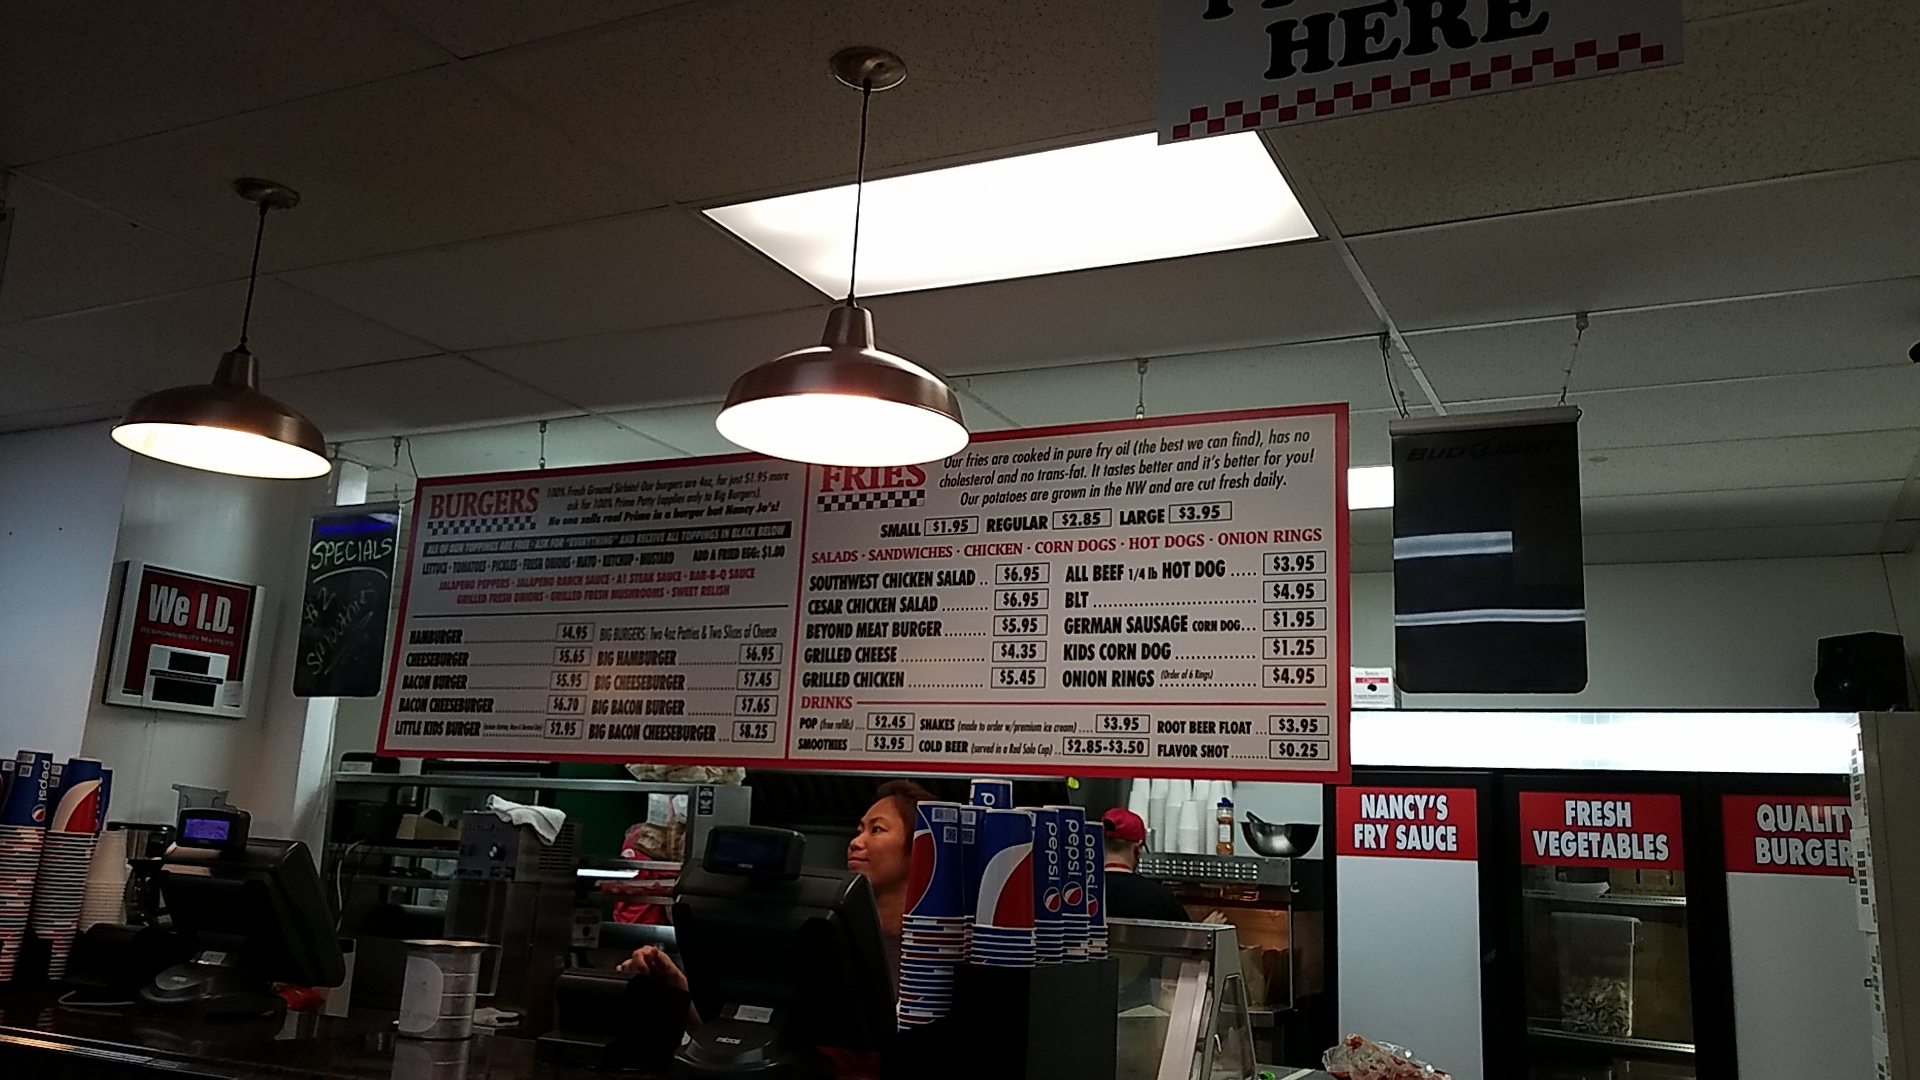 HERE
BURGERS
100% Fresh Ground Sirloin! Our burgers are 4oz, for just $1.95 more
ask for 100% Prime Patty (applies only to Big Burgers).
No one sells real Prime in a burger but Nancy Jo's!
ALL OF OUR TOPPINGS ARE FREE - ASK FOR "EVERYTHING" AND RECEIVE ALL TOPPINGS IN BLACK BELOW
LETTUCE · TOMATOES · PICKLES · FRESH ONIONS · MAYO · KETCHUP · MUSTARD ADD A FRIED EGG: $1.00
JALAPENO PEPPERS · JALAPENO RANCH SAUCE · A1 STEAK SAUCE · BAR-B-Q SAUCE
GRILLED FRESH ONIONS · GRILLED FRESH MUSHROOMS · SWEET RELISH
HAMBURGER $4.95
CHEESEBURGER $5.65
BACON BURGER $5.95
BACON CHEESEBURGER $6.70
LITTLE KIDS BURGER $2.95
BIG BURGERS: Two 4oz Patties & Two Slices of Cheese
BIG HAMBURGER $6.95
BIG CHEESEBURGER $7.45
BIG BACON BURGER $7.65
BIG BACON CHEESEBURGER $8.25
FRIES
Our fries are cooked in pure fry oil (the best we can find), has no
cholesterol and no trans-fat. It tastes better and it's better for you!
Our potatoes are grown in the NW and are cut fresh daily.
SMALL $1.95 REGULAR $2.85 LARGE $3.95
SALADS · SANDWICHES · CHICKEN · CORN DOGS · HOT DOGS · ONION RINGS
SOUTHWEST CHICKEN SALAD .. $6.95
CESAR CHICKEN SALAD .......... $6.95
BEYOND MEAT BURGER ......... $5.95
GRILLED CHEESE .................. $4.35
GRILLED CHICKEN ................. $5.45
ALL BEEF 1/4 lb HOT DOG ..... $3.95
BLT ................................... $4.95
GERMAN SAUSAGE CORN DOG... $1.95
KIDS CORN DOG ................. $1.25
ONION RINGS (Order of 6 Rings) $4.95
DRINKS
POP (free refills) ... $2.45 SHAKES (made to order w/premium ice cream) .... $3.95 ROOT BEER FLOAT ... $3.95
SMOOTHIES .... $3.95 COLD BEER (served in a Red Solo Cup) .. $2.85-$3.50 FLAVOR SHOT ......... $0.25
SPECIALS
#2
SMOOTHIES
We I.D.
RESPONSIBILITY MATTERS
BUD LIGHT
NANCY'S
FRY SAUCE
FRESH
VEGETABLES
QUALITY
BURGER
pepsi
pepsi
pepsi
pepsi
micros